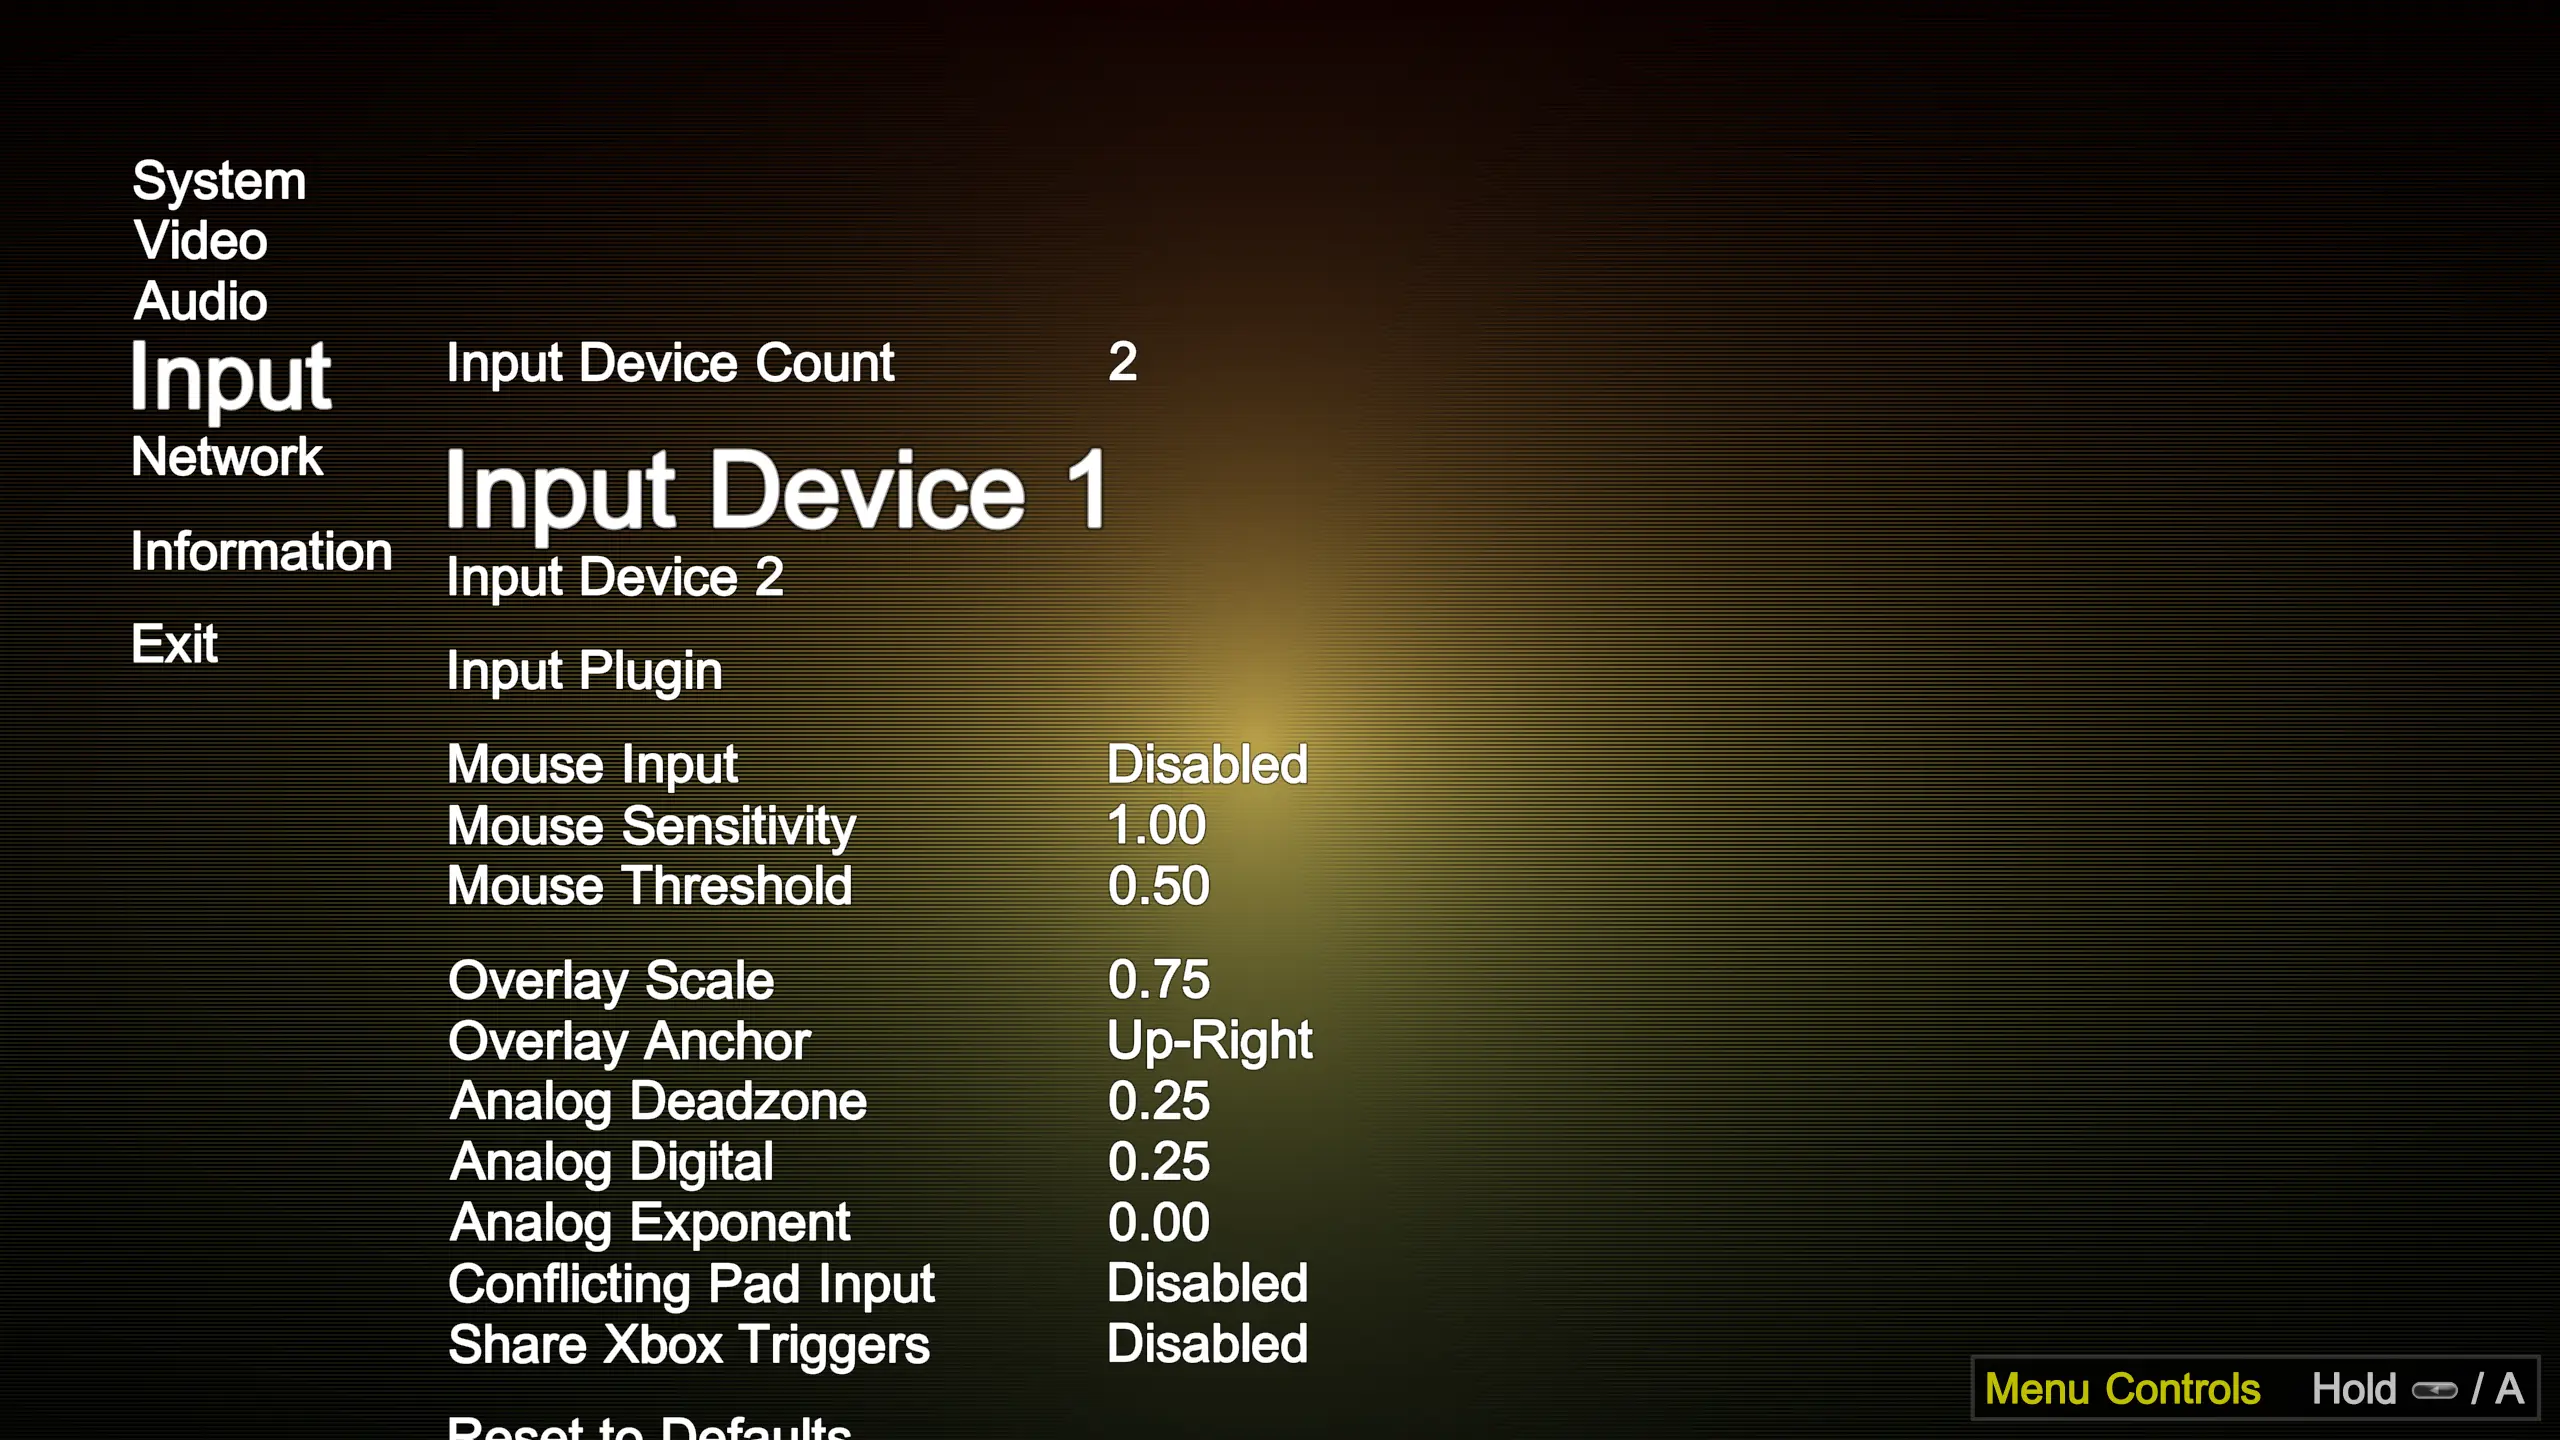 System
Video
Audio
Input
Network
Information
Exit
Input Device Count 2
Input Device 1
Input Device 2
Input Plugin
Mouse Input Disabled
Mouse Sensitivity 1.00
Mouse Threshold 0.50
Overlay Scale 0.75
Overlay Anchor Up-Right
Analog Deadzone 0.25
Analog Digital 0.25
Analog Exponent 0.00
Conflicting Pad Input Disabled
Share Xbox Triggers Disabled
Reset to Defaults
Menu Controls Hold / A